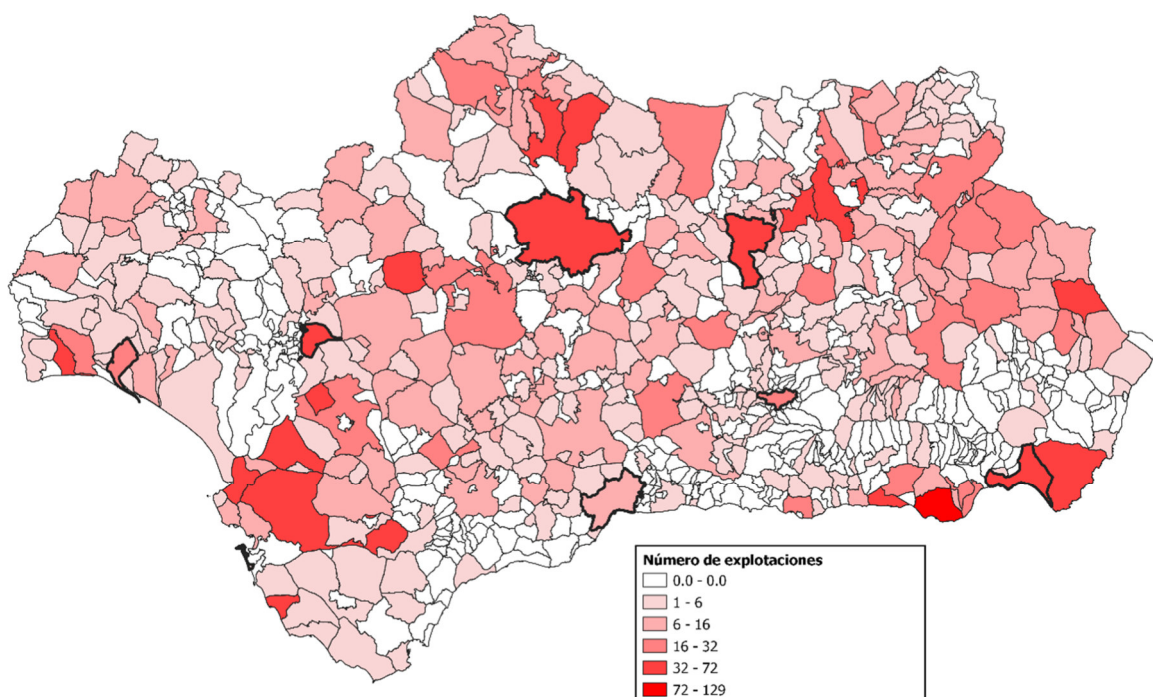 Número de explotaciones
0.0 - 0.0
1 - 6
6 - 16
16 - 32
32 - 72
72 - 129